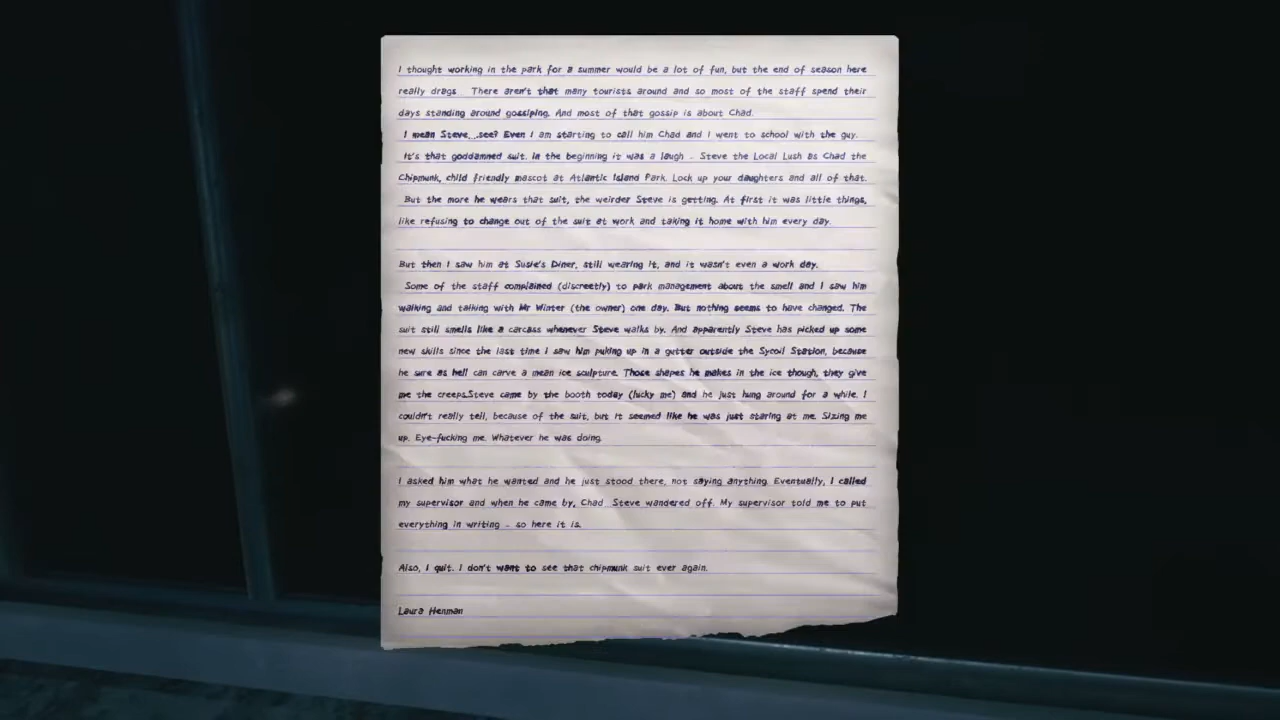 I thought working in the park for a summer would be a lot of fun, but the end of season here
really drags. There aren't that many tourists around and so most of the staff spend their
days standing around gossiping. And most of that gossip is about Chad.
I mean Steve...see? Even I am starting to call him Chad and I went to school with the guy.
It's that goddamned suit. In the beginning it was a laugh - Steve the Local Lush as Chad the
Chipmunk, child friendly mascot at Atlantic Island Park. Lock up your daughters and all of that.
But the more he wears that suit, the weirder Steve is getting. At first it was little things,
like refusing to change out of the suit at work and taking it home with him every day.
But then I saw him at Susie's Diner, still wearing it, and it wasn't even a work day.
Some of the staff complained (discreetly) to park management about the smell and I saw him
walking and talking with Mr Winter (the owner) one day. But nothing seems to have changed. The
suit still smells like a carcass whenever Steve walks by. And apparently Steve has picked up some
new skills since the last time I saw him puking up in a gutter outside the Sycoil Station, because
he sure as hell can carve a mean ice sculpture. Those shapes he makes in the ice though, they give
me the creeps.Steve came by the booth today (lucky me) and he just hung around for a while. I
couldn't really tell, because of the suit, but it seemed like he was just staring at me. Sizing me
up. Eye-fucking me. Whatever he was doing.
I asked him what he wanted and he just stood there, not saying anything. Eventually, I called
my supervisor and when he came by, Chad Steve wandered off. My supervisor told me to put
everything in writing - so here it is.
Also, I quit. I don't want to see that chipmunk suit ever again.
Laura Henman